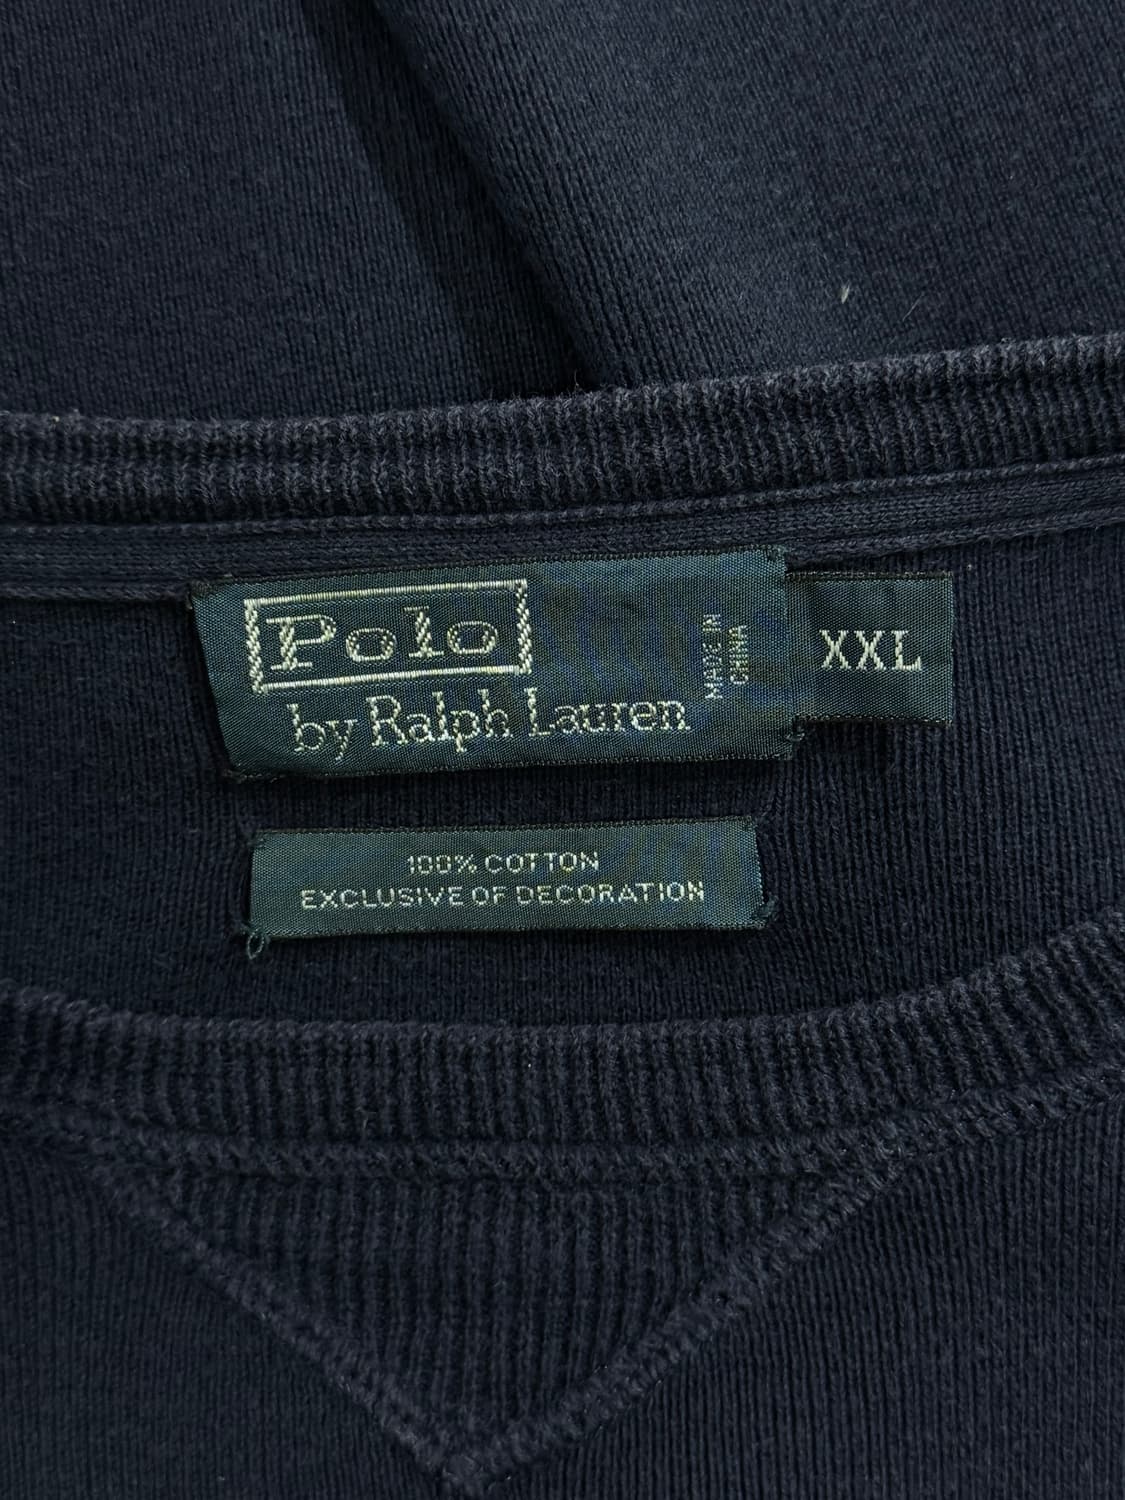 Polo
by Ralph Lauren
MADE IN
CHINA
XXL
100% COTTON
EXCLUSIVE OF DECORATION